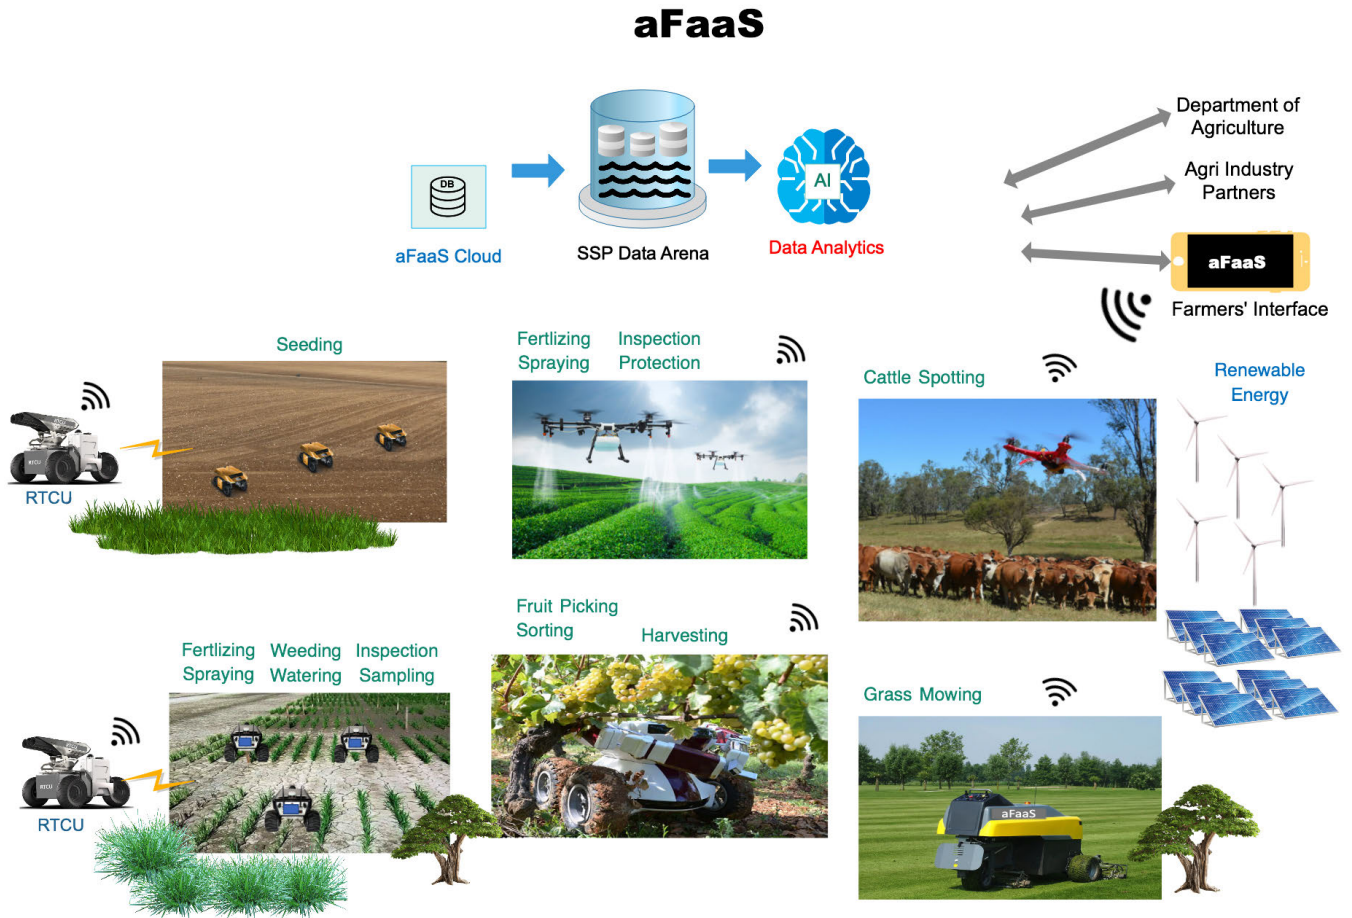 aFaaS
Department of
Agriculture
Agri Industry
Partners
DB
AI
aFaaS
aFaaS Cloud
SSP Data Arena
Data Analytics
Farmers' Interface
Seeding
Fertlizing
Spraying
Inspection
Protection
Cattle Spotting
Renewable
Energy
RTCU
RTCU
Fruit Picking
Sorting
Harvesting
Fertlizing
Spraying
Weeding
Watering
Inspection
Sampling
Grass Mowing
RTCU
RTCU
aFaaS